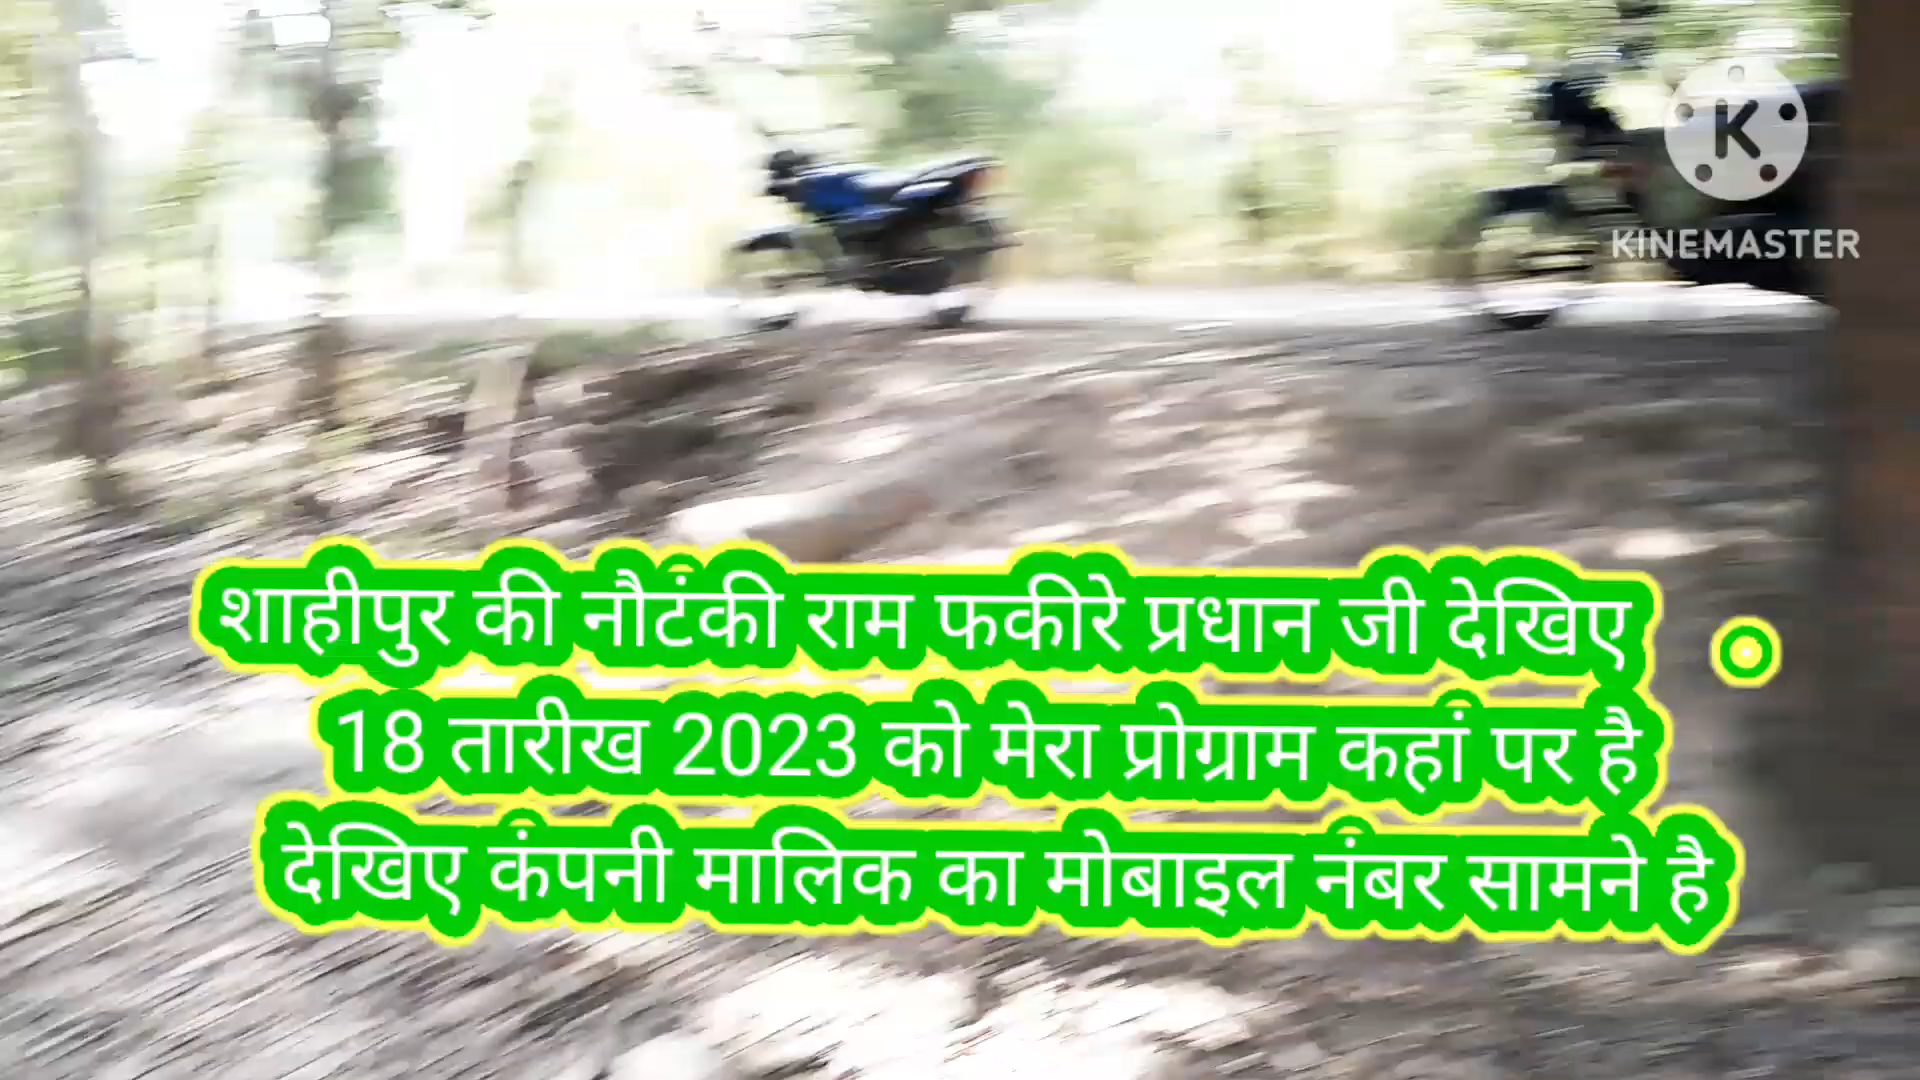 KINEMASTER
शाहीपुर की नौटंकी राम फकीरे प्रधान जी देखिए .
18 तारीख 2023 को मेरा प्रोग्राम कहां पर है
देखिए कंपनी मालिक का मोबाइल नंबर सामने है